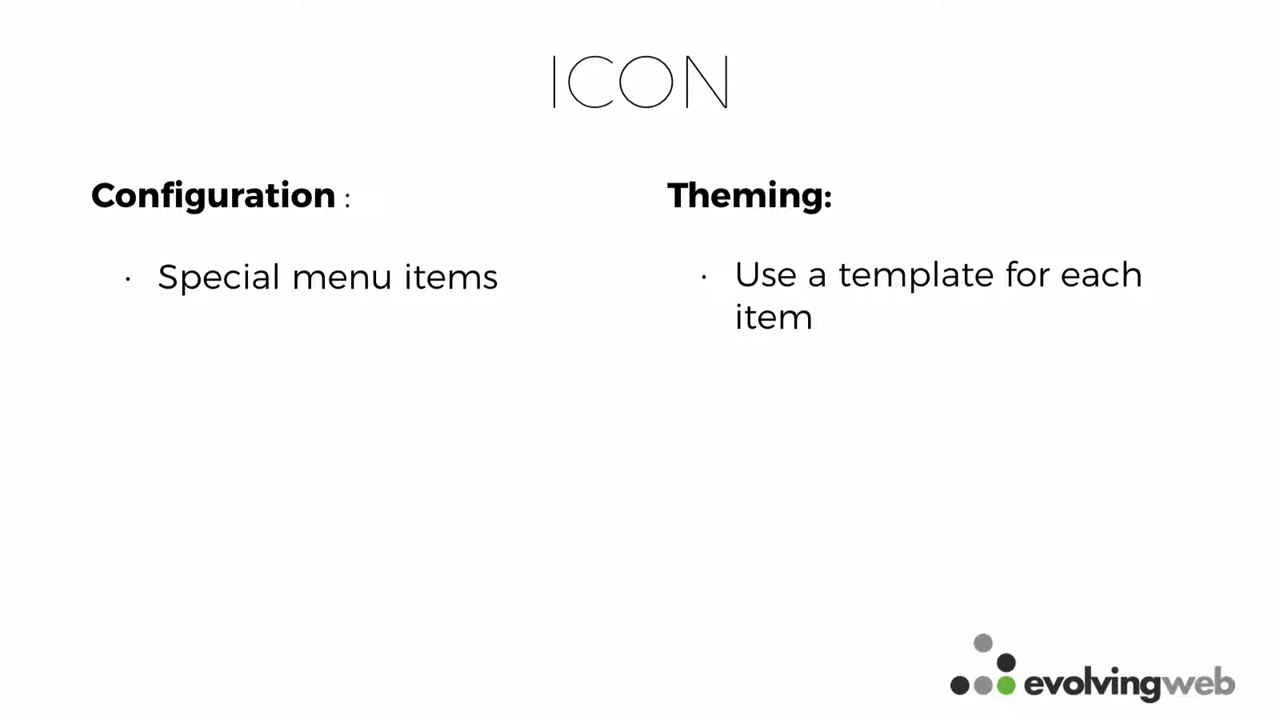 ICON
Configuration :
· Special menu items
Theming:
· Use a template for each
item
evolvingweb